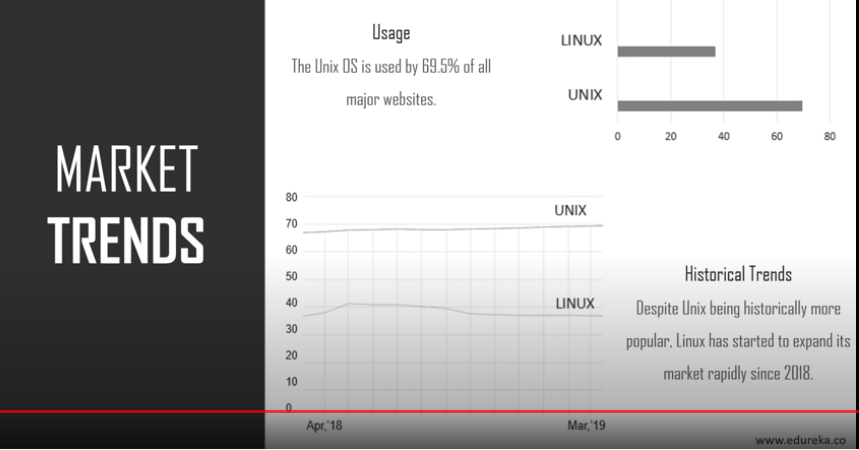 MARKET
TRENDS
Usage
The Unix OS is used by 69.5% of all
major websites.
LINUX
UNIX
0 20 40 60 80
80
70
60
50
40
30
20
10
0
UNIX
LINUX
Apr,'18
Mar,'19
Historical Trends
Despite Unix being historically more
popular, Linux has started to expand its
market rapidly since 2018.
www.edureka.co